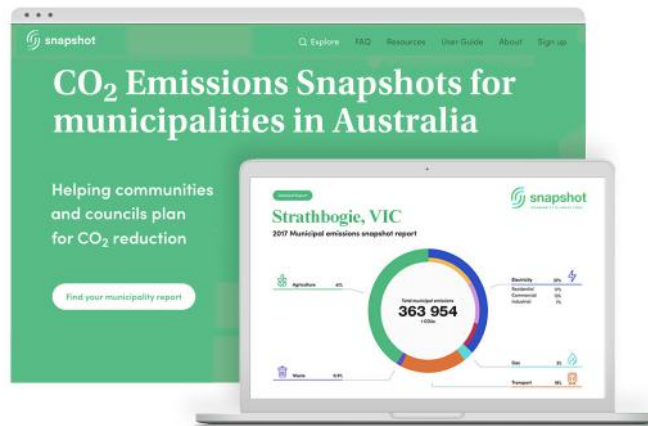 snapshot
Explore FAQ Resources User Guide About Sign up
CO₂ Emissions Snapshots for
municipalities in Australia
Helping communities
and councils plan
for CO₂ reduction
Find your municipality report
snapshot
Strathbogie, VIC
2017 Municipal emissions snapshot report
Agriculture
Electricity
Residential
Commercial
Industrial
Total municipal emissions
363 954
Gas
Waste
Transport